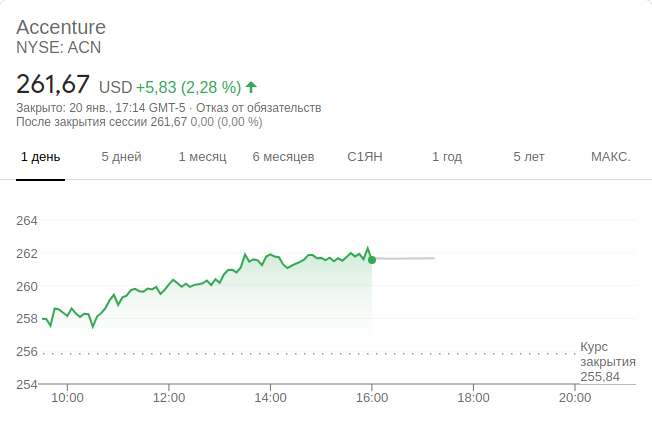 Accenture
NYSE: ACN
261,67 USD +5,83 (2,28 %)
Закрыто: 20 янв., 17:14 GMT-5 · Отказ от обязательств
После закрытия сессии 261,67 0,00 (0,00 %)
1 день 5 дней 1 месяц 6 месяцев С1ЯН 1 год 5 лет МАКС.
264
262
260
258
256
254
Курс
закрытия
255,84
10:00 12:00 14:00 16:00 18:00 20:00